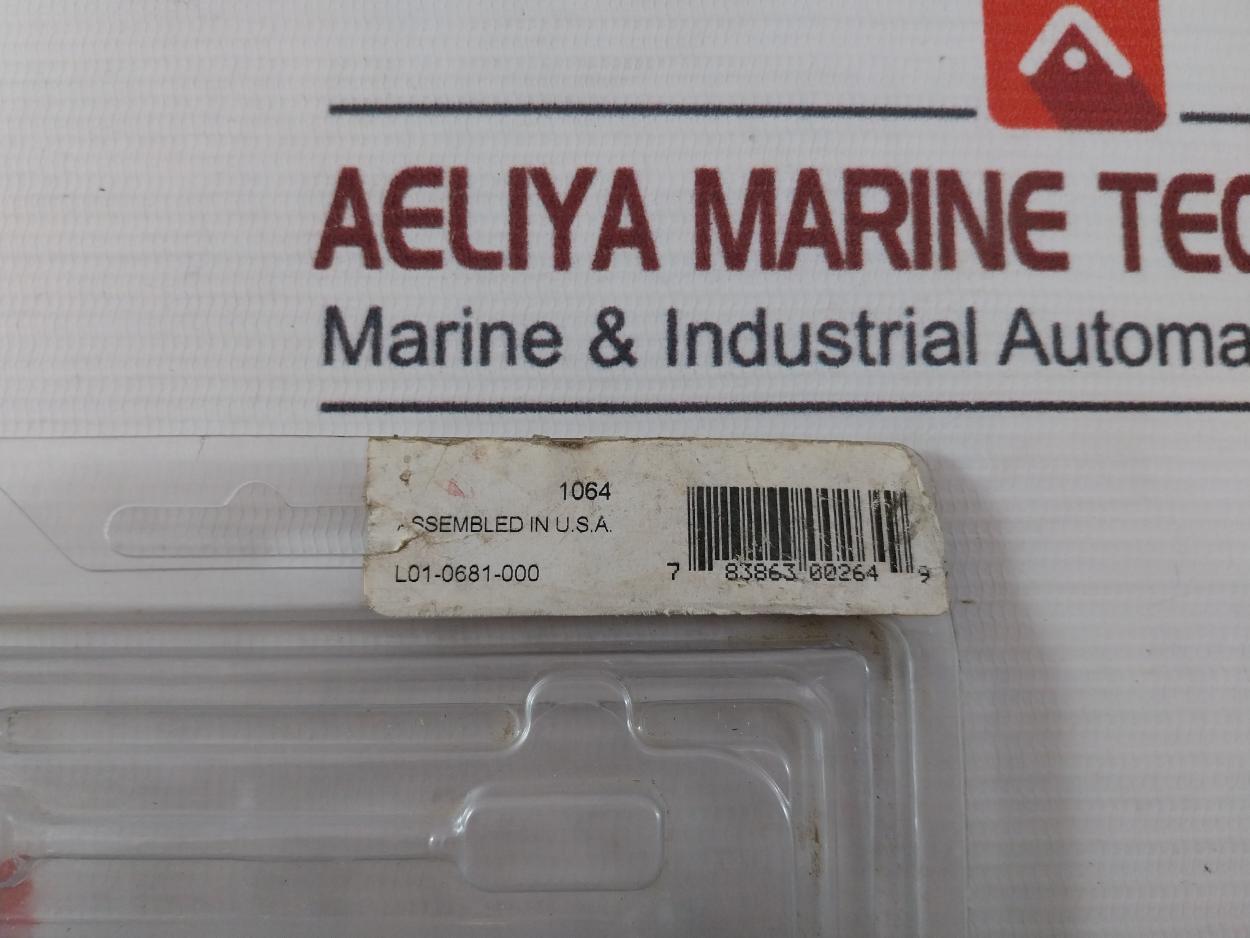 AELIYA MARINE TEC
Marine & Industrial Automa
1064
ASSEMBLED IN U.S.A.
L01-0681-000
7 83863 00264 9